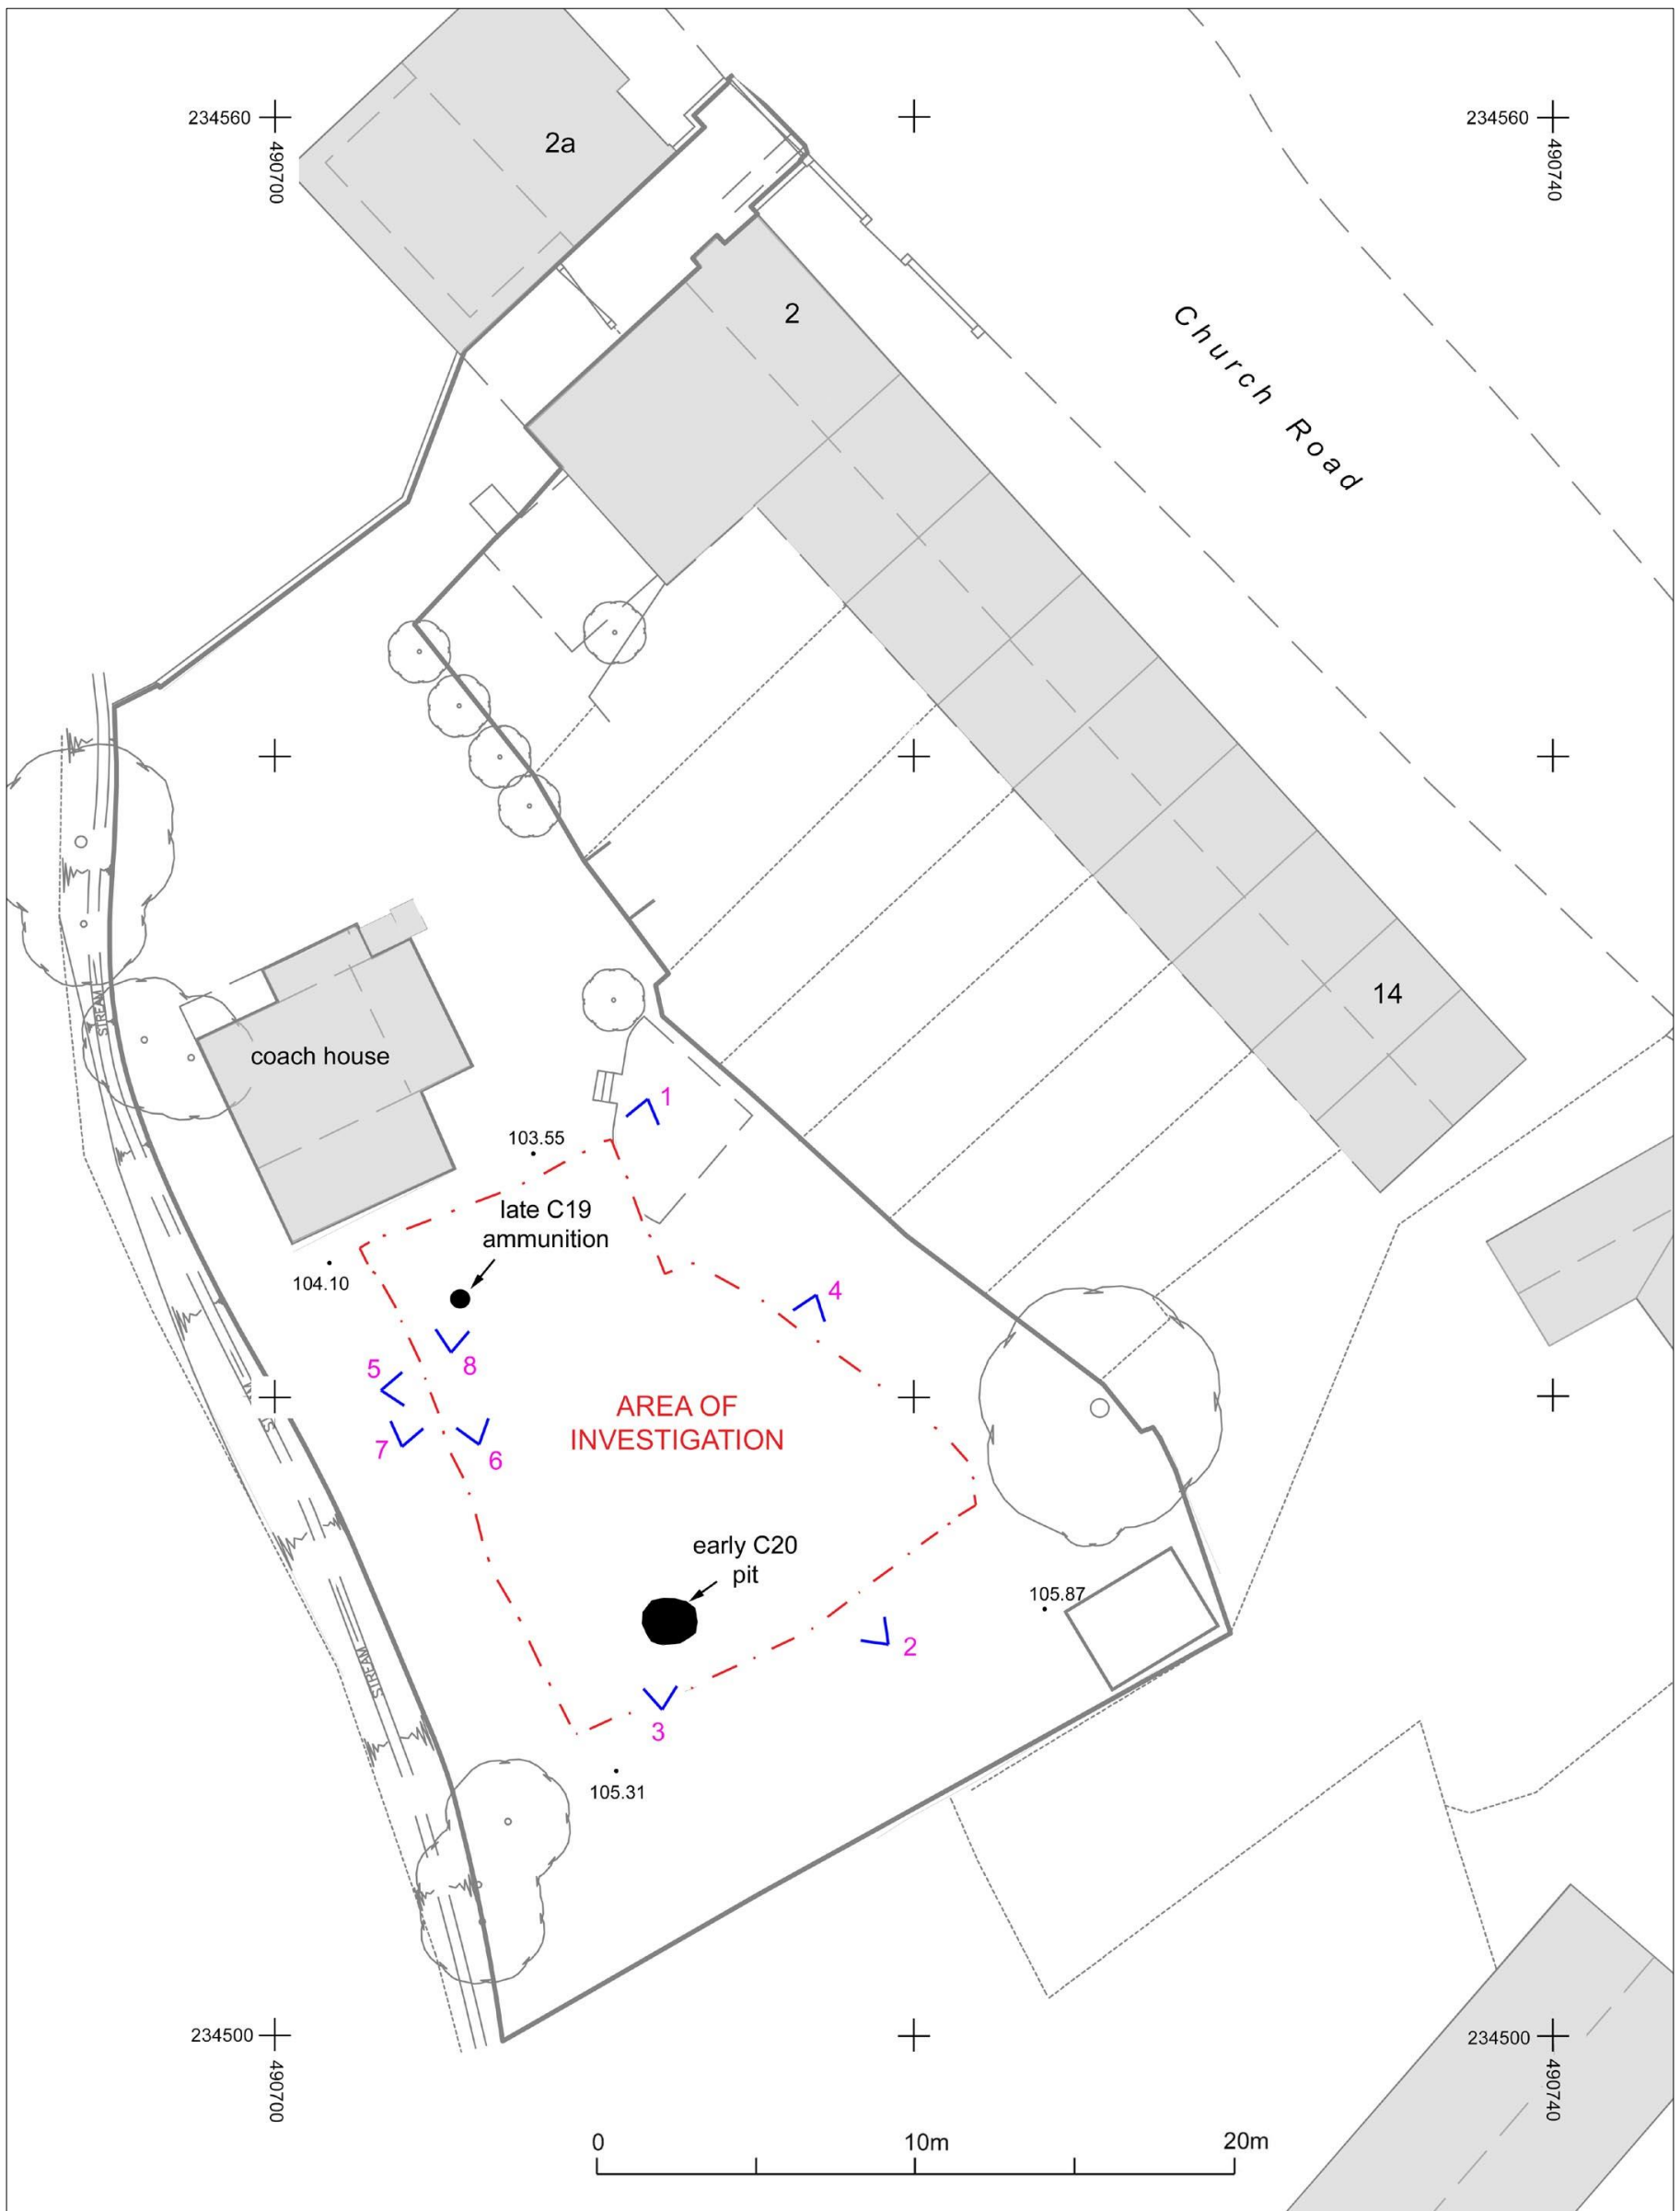 234560
490700
234560
490740
2a
2
Church Road
14
STREAM
coach house
1
103.55
late C19
ammunition
104.10
4
5
8
7
6
AREA OF
INVESTIGATION
early C20
pit
105.87
2
3
STREAM
105.31
234500
490700
234500
490740
0 10m 20m